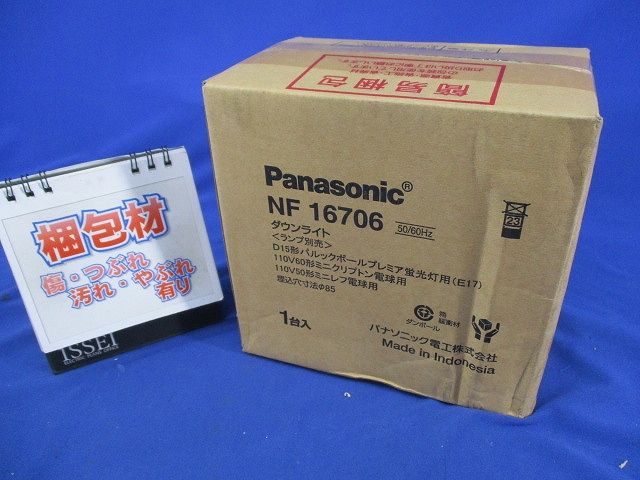 簡易梱包
Panasonic®
NF 16706
50/60Hz
ダウンライト
<ランプ別売>
D15形パルックボールプレミア蛍光灯用(E17)
110V60形ミニクリプトン電球用
110V50形ミニレフ電球用
埋込穴寸法φ85
1台入
23
ダンボール
箱
緩衝材
パナソニック電工株式会社
Made in Indonesia
梱包材
傷・つぶれ
汚れ・やぶれ
有り
ISSEI